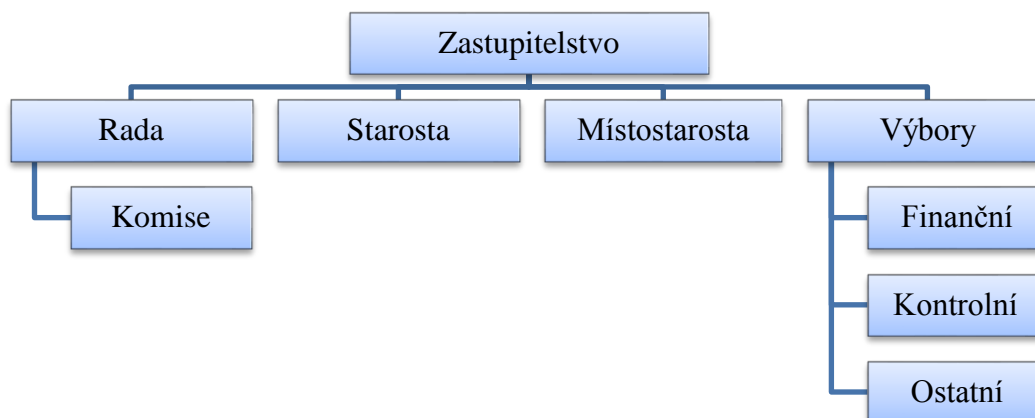 Zastupitelstvo
Rada
Starosta
Místostarosta
Výbory
Komise
Finanční
Kontrolní
Ostatní